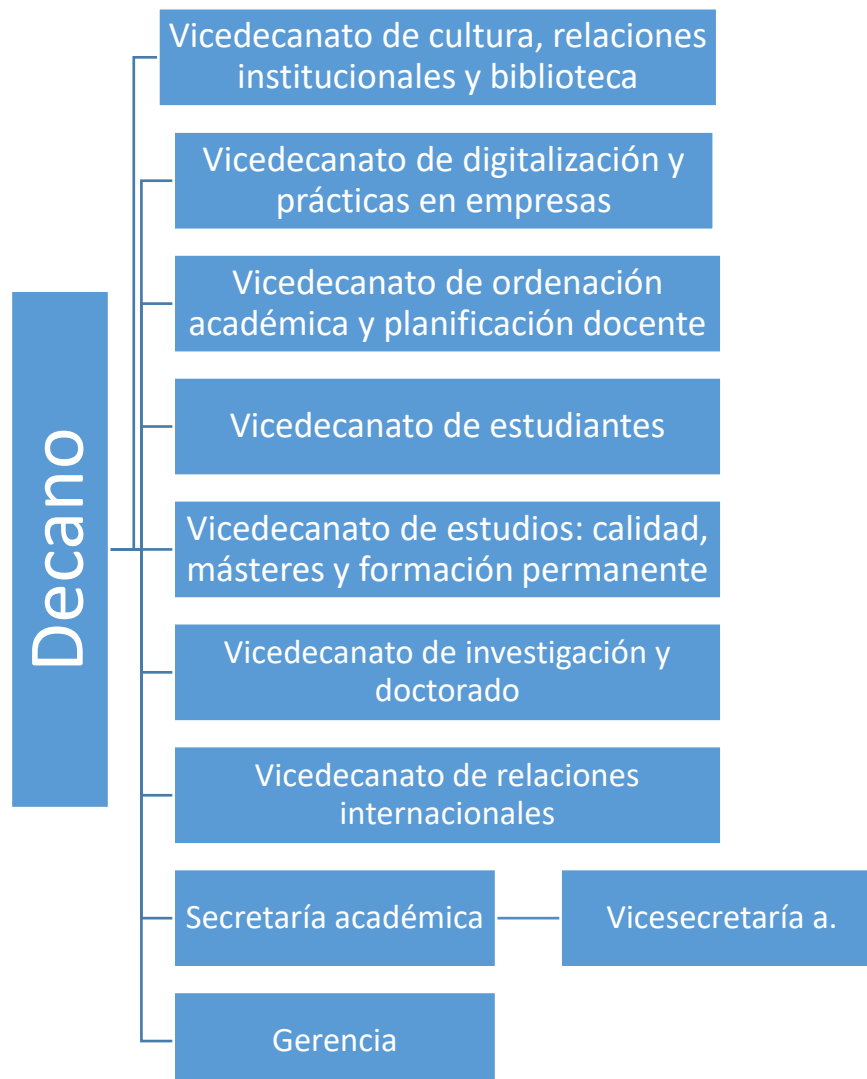 Vicedecanato de cultura, relaciones
institucionales y biblioteca
Vicedecanato de digitalización y
prácticas en empresas
Vicedecanato de ordenación
académica y planificación docente
Vicedecanato de estudiantes
Decano
Vicedecanato de estudios: calidad,
másteres y formación permanente
Vicedecanato de investigación y
doctorado
Vicedecanato de relaciones
internacionales
Secretaría académica
Vicesecretaría a.
Gerencia